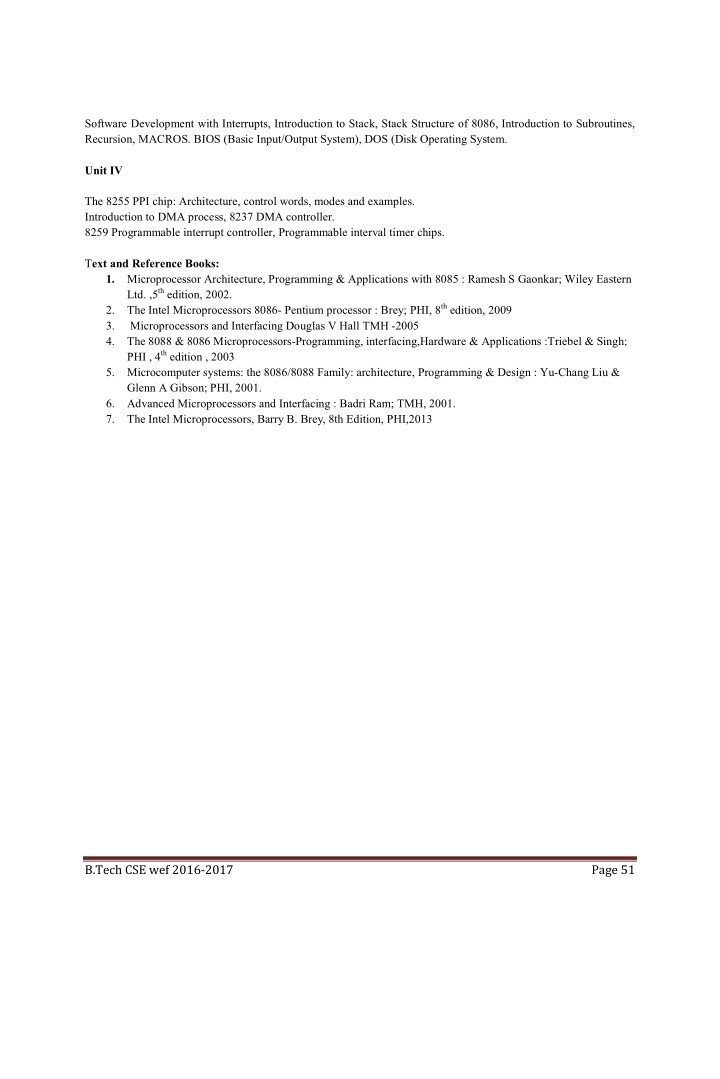 Software Development with Interrupts, Introduction to Stack, Stack Structure of 8086, Introduction to Subroutines,
Recursion, MACROS. BIOS (Basic Input/Output System), DOS (Disk Operating System.
Unit IV
The 8255 PPI chip: Architecture, control words, modes and examples.
Introduction to DMA process, 8237 DMA controller.
8259 Programmable interrupt controller, Programmable interval timer chips.
Text and Reference Books:
1. Microprocessor Architecture, Programming & Applications with 8085 : Ramesh S Gaonkar; Wiley Eastern
Ltd. ,5th edition, 2002.
2. The Intel Microprocessors 8086- Pentium processor : Brey; PHI, 8th edition, 2009
3. Microprocessors and Interfacing Douglas V Hall TMH -2005
4. The 8088 & 8086 Microprocessors-Programming, interfacing,Hardware & Applications :Triebel & Singh;
PHI , 4th edition , 2003
5. Microcomputer systems: the 8086/8088 Family: architecture, Programming & Design : Yu-Chang Liu &
Glenn A Gibson; PHI, 2001.
6. Advanced Microprocessors and Interfacing : Badri Ram; TMH, 2001.
7. The Intel Microprocessors, Barry B. Brey, 8th Edition, PHI,2013
B.Tech CSE wef 2016-2017 Page 51